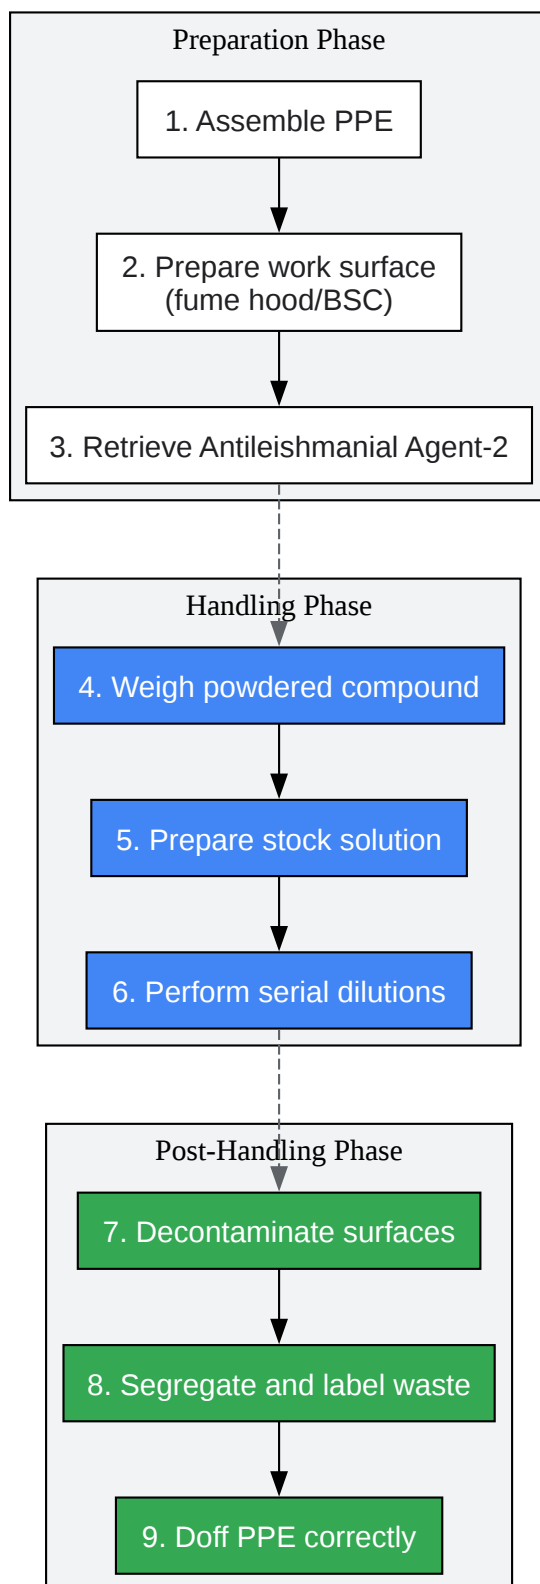 Preparation Phase
1. Assemble PPE
2. Prepare work surface
(fume hood/BSC)
3. Retrieve Antileishmanial Agent-2
Handling Phase
4. Weigh powdered compound
5. Prepare stock solution
6. Perform serial dilutions
Post-Handling Phase
7. Decontaminate surfaces
8. Segregate and label waste
9. Doff PPE correctly